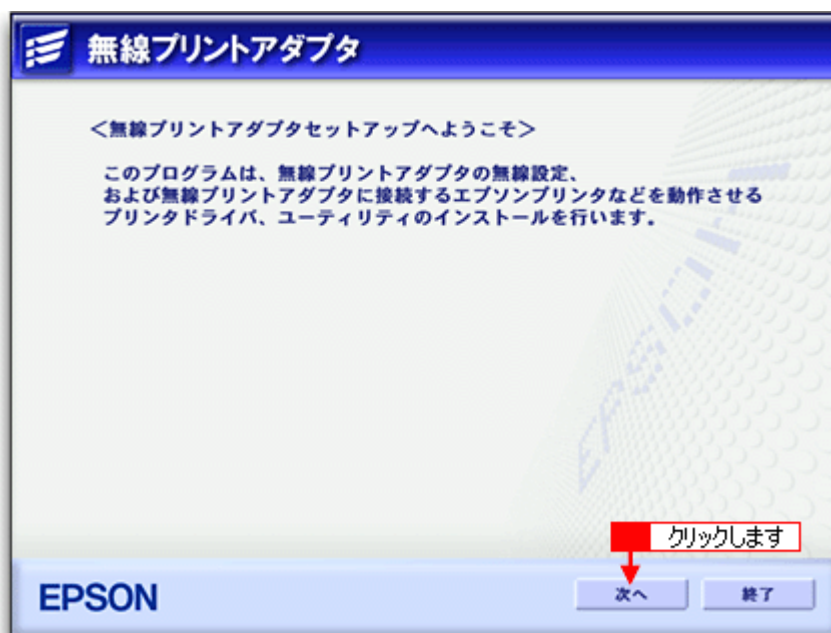 無線プリントアダプタ
＜無線プリントアダプタセットアップへようこそ＞
このプログラムは、無線プリントアダプタの無線設定、
および無線プリントアダプタに接続するエプソンプリンタなどを動作させる
プリンタドライバ、ユーティリティのインストールを行います。
EPSON
クリックします
EPSON
次へ
終了